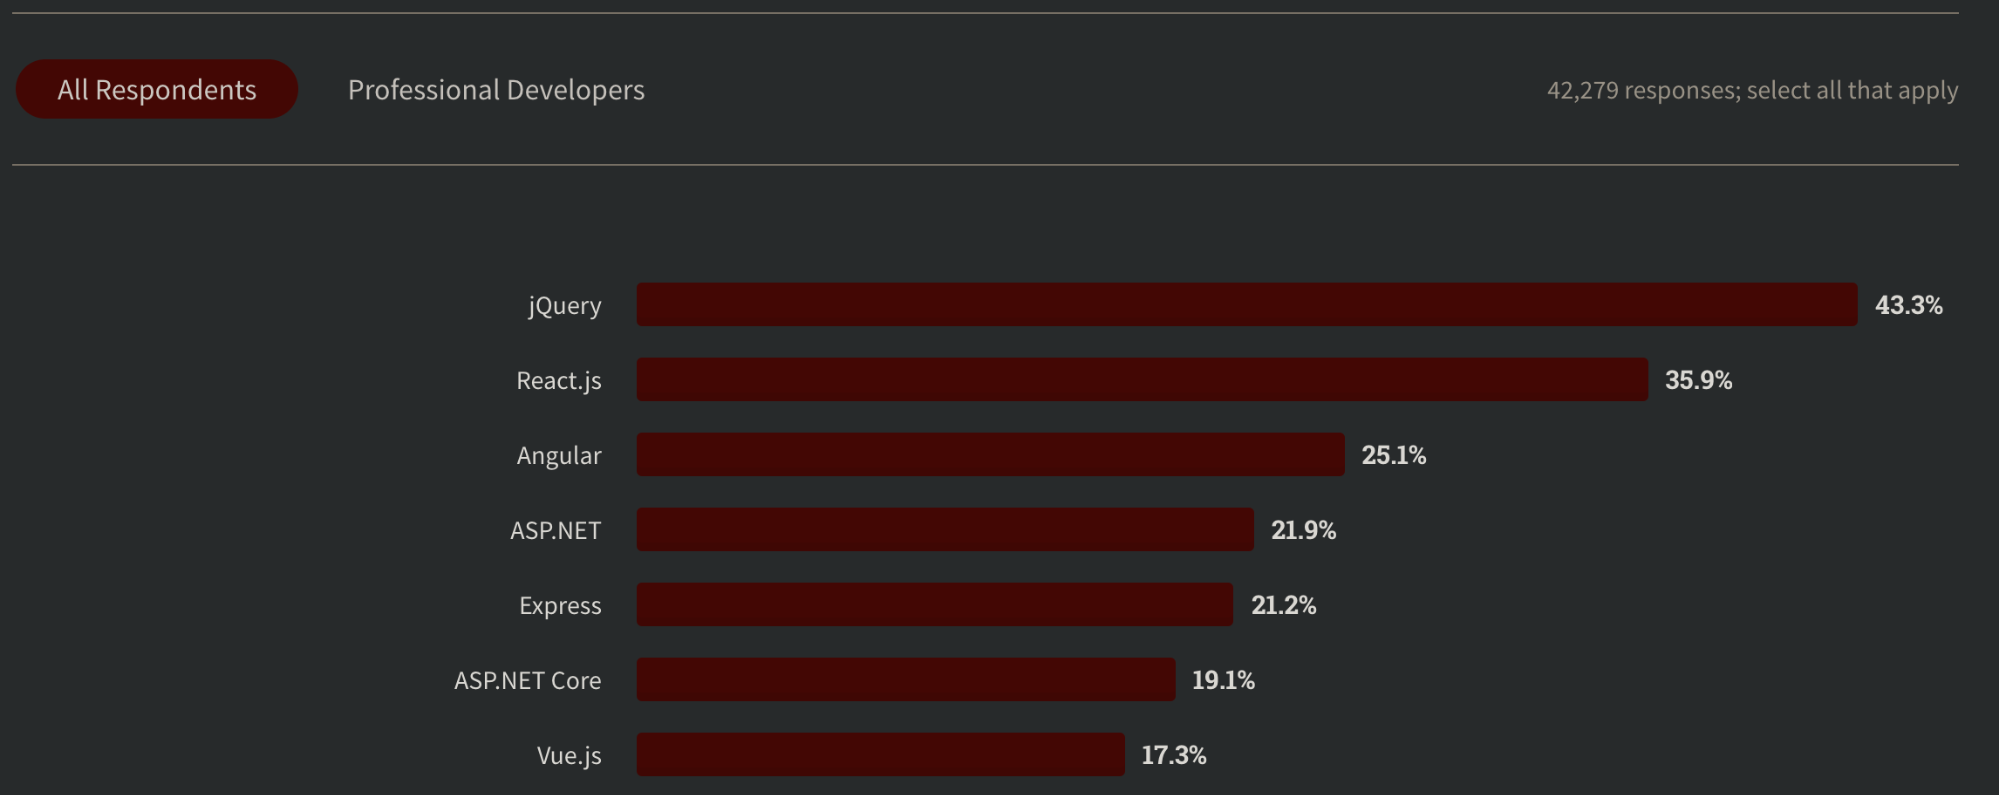 All Respondents Professional Developers 42,279 responses; select all that apply
jQuery 43.3%
React.js 35.9%
Angular 25.1%
ASP.NET 21.9%
Express 21.2%
ASP.NET Core 19.1%
Vue.js 17.3%